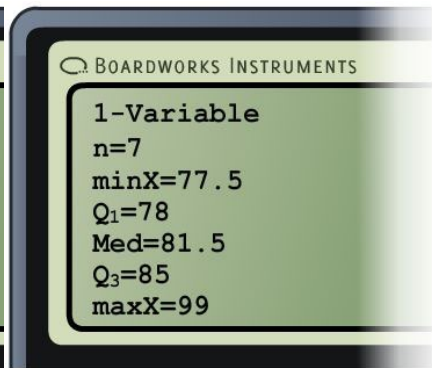 BOARDWORKS INSTRUMENTS
1-Variable
n=7
minX=77.5
Q₁=78
Med=81.5
Q₃=85
maxX=99